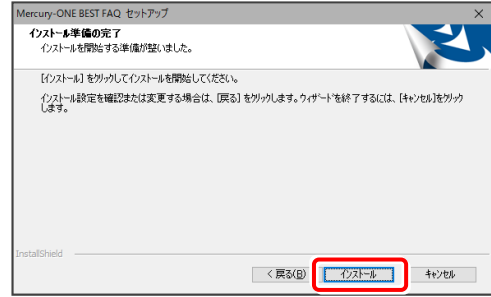 Mercury-ONE BEST FAQ セットアップ
インストール準備の完了
インストールを開始する準備が整いました。
[インストール] をクリックしてインストールを開始してください。
インストール設定を確認または変更する場合は、[戻る] をクリックします。ウィザードを終了するには、[キャンセル]をクリック
します。
InstallShield
< 戻る(B)
インストール
キャンセル